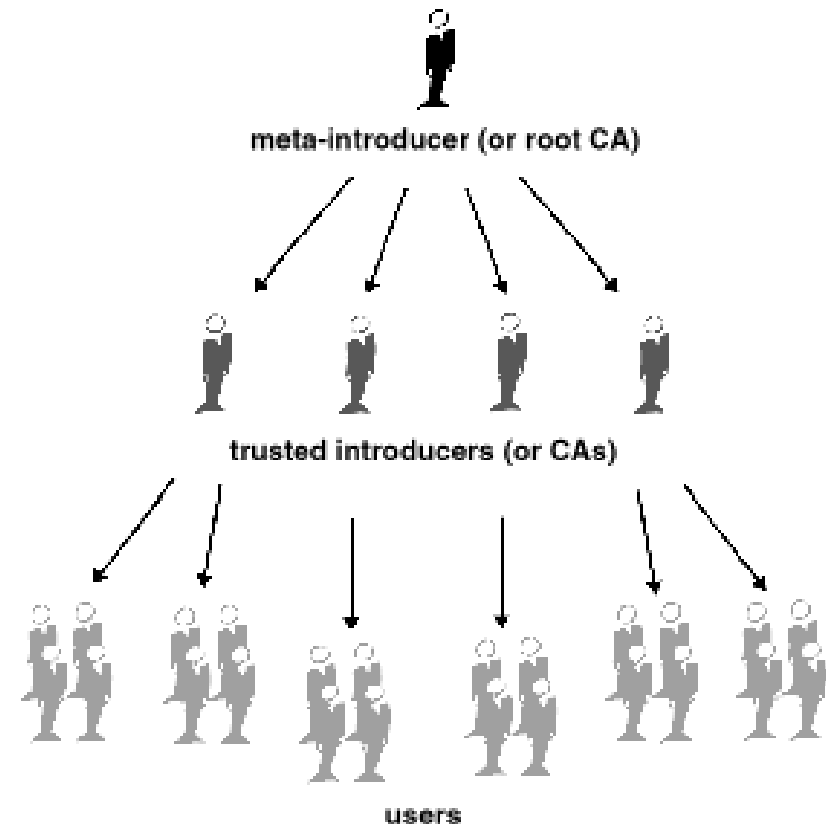 meta-introducer (or root CA)
trusted introducers (or CAs)
users